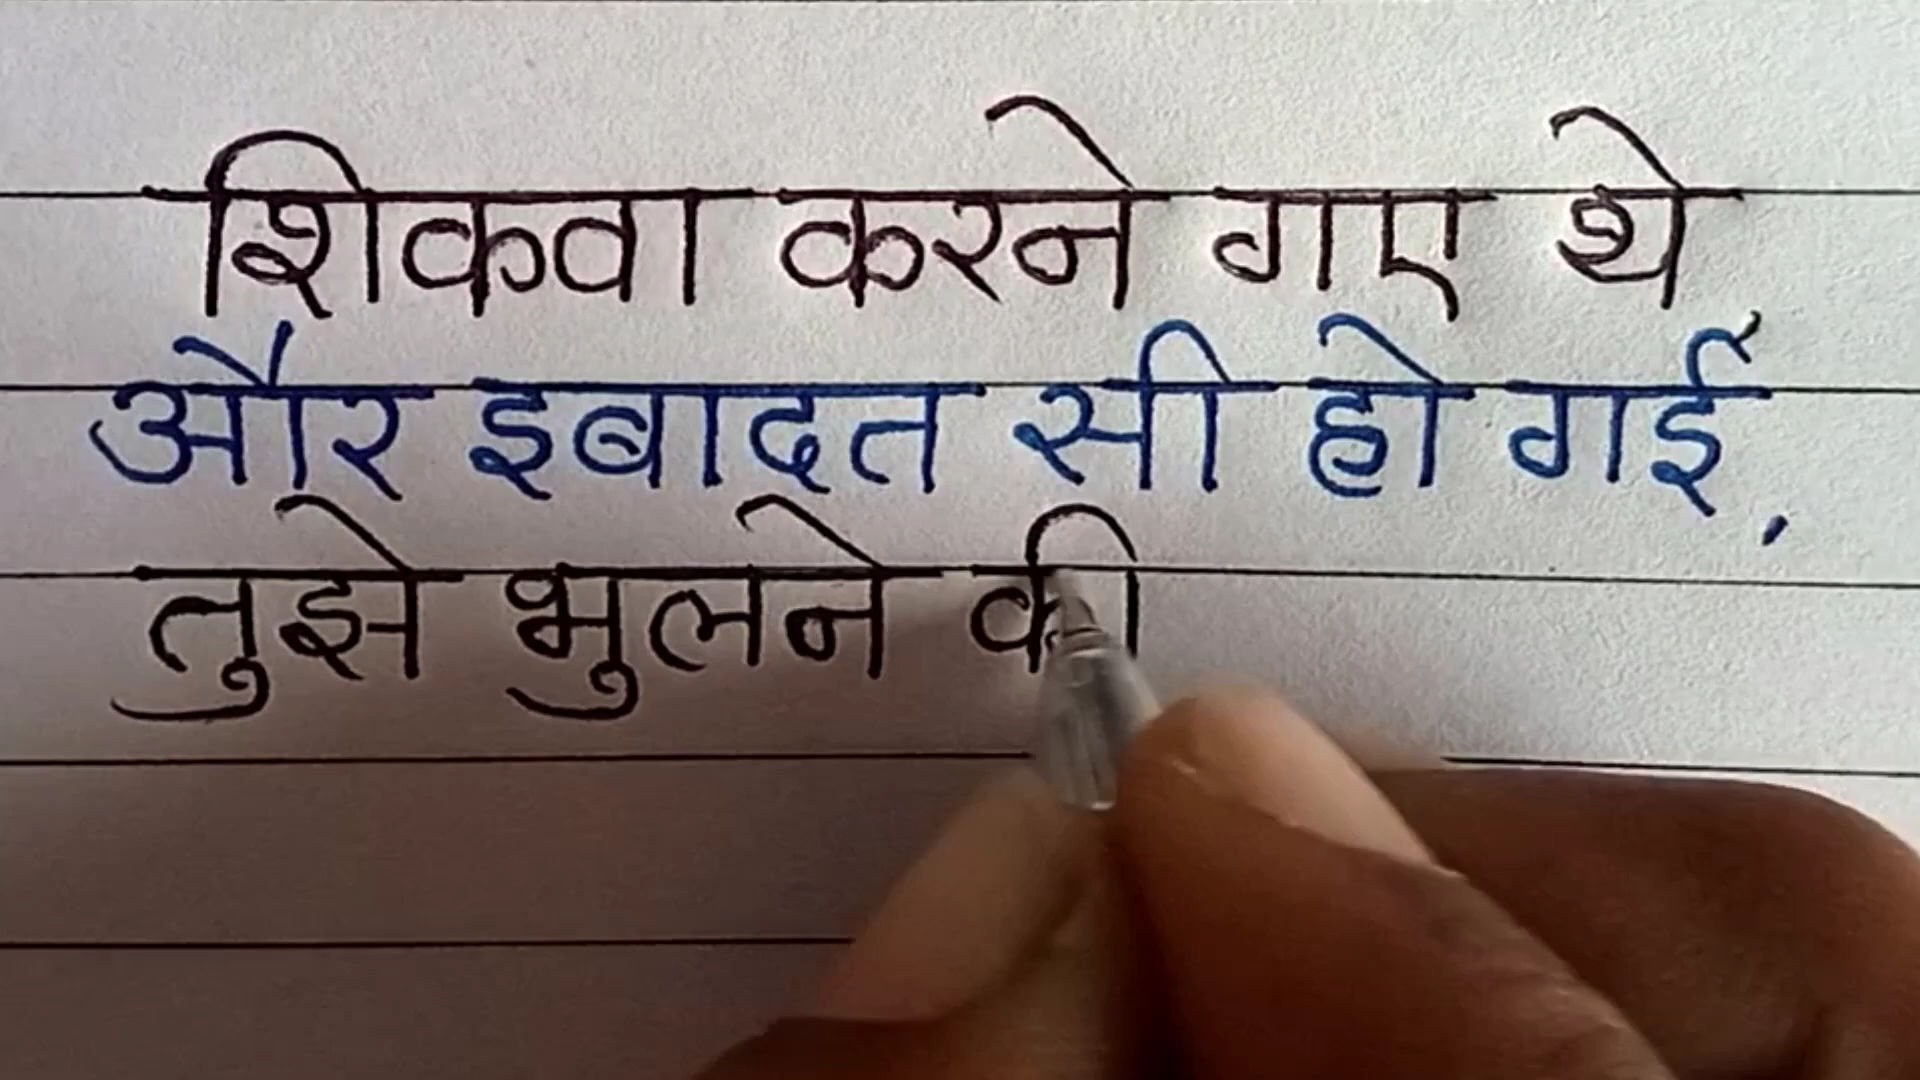 शिकवा करने गए थे
और इबादत सी हो गई,
तुझे भुलने की